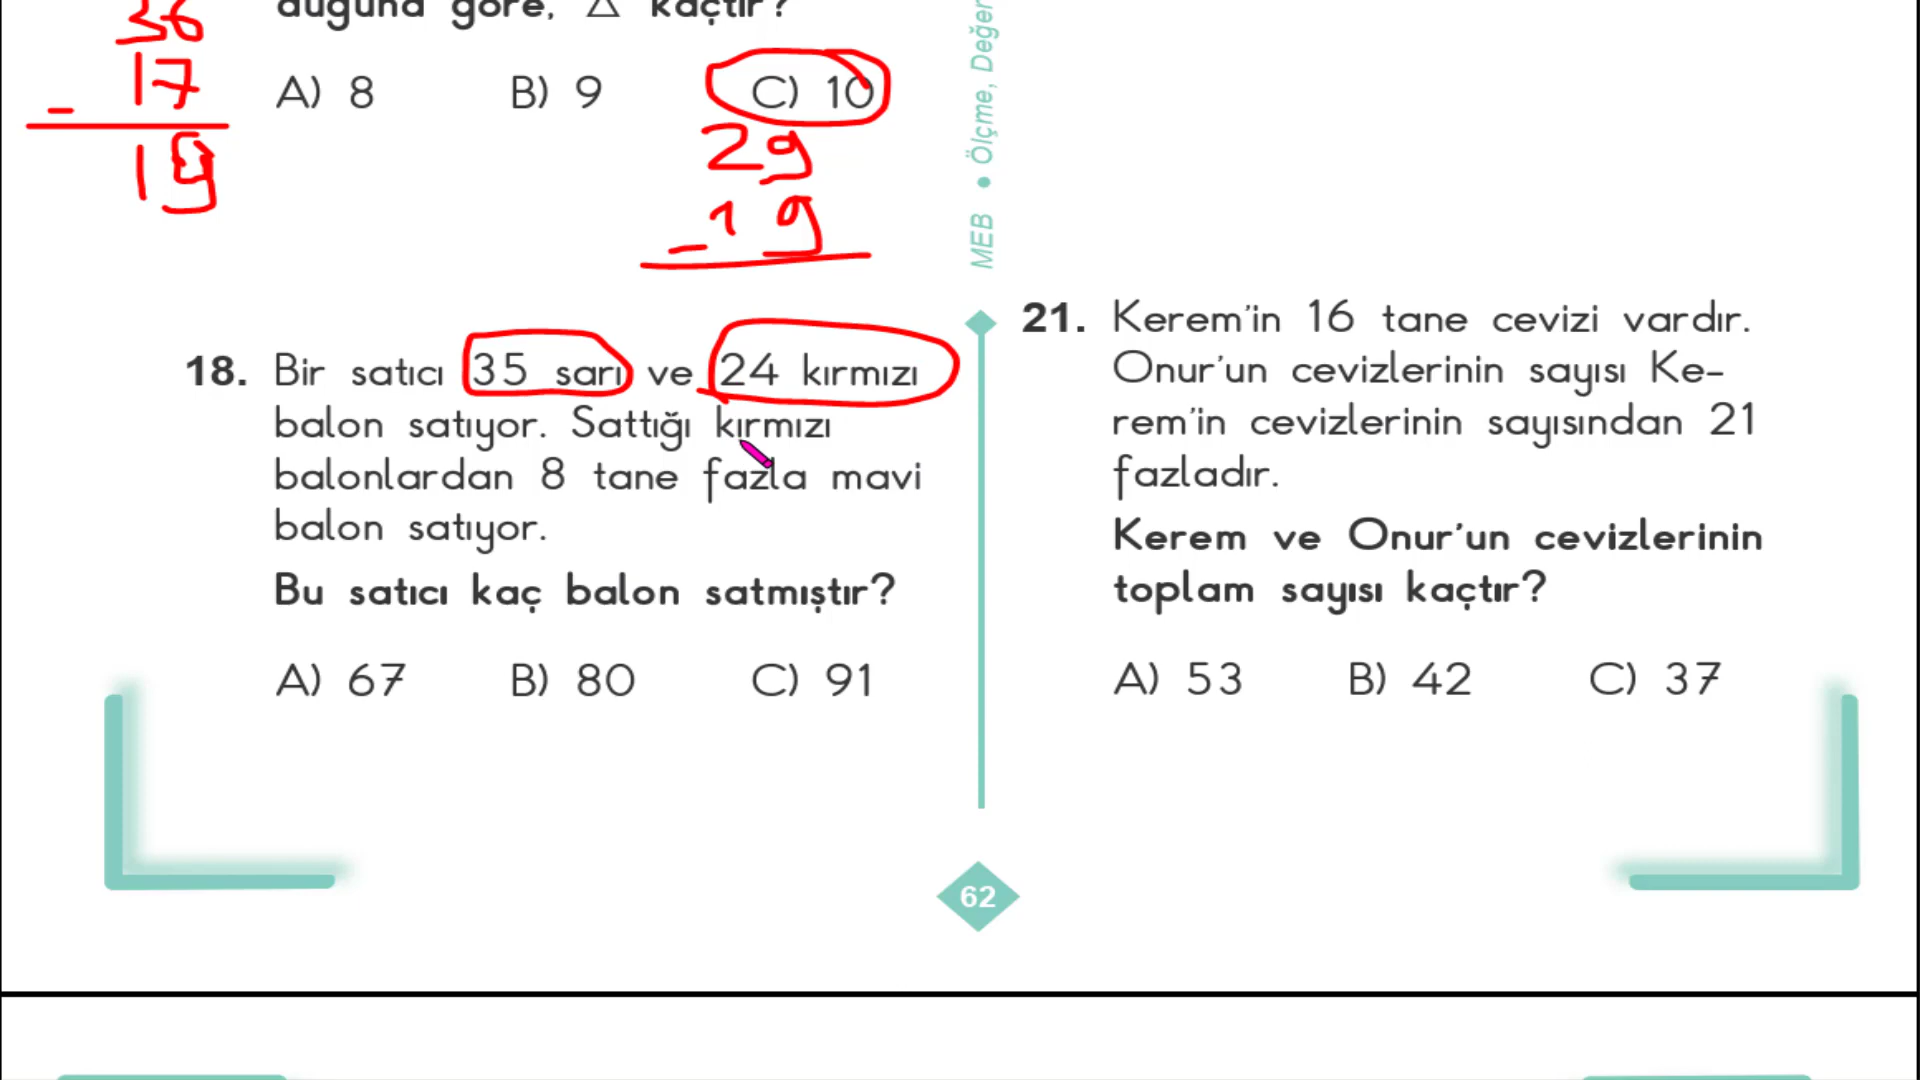 duğuna göre, △ kaçtır?
A) 8 B) 9 C) 10
36
17
-
19
29
- 19
18. Bir satıcı 35 sarı ve 24 kırmızı
balon satıyor. Sattığı kırmızı
balonlardan 8 tane fazla mavi
balon satıyor.
Bu satıcı kaç balon satmıştır?
A) 67 B) 80 C) 91
MEB • Ölçme, Değer
21. Kerem'in 16 tane cevizi vardır.
Onur'un cevizlerinin sayısı Ke-
rem'in cevizlerinin sayısından 21
fazladır.
Kerem ve Onur'un cevizlerinin
toplam sayısı kaçtır?
A) 53 B) 42 C) 37
62